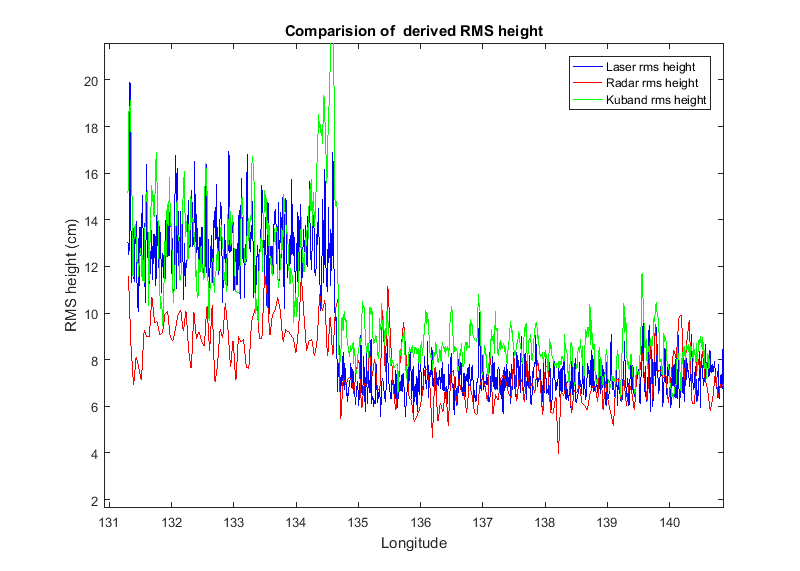 Comparision of  derived RMS height
Laser rms height
Radar rms height
Kuband rms height
RMS height (cm)
20
18
16
14
12
10
8
6
4
2
131 132 133 134 135 136 137 138 139 140
Longitude